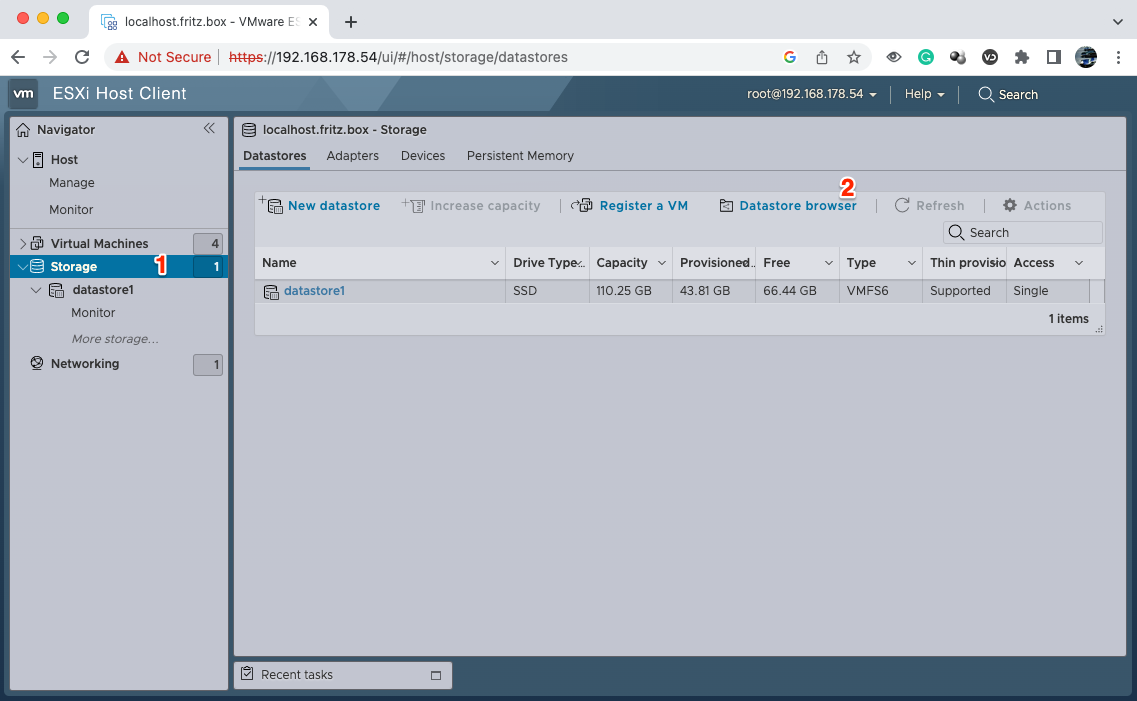 localhost.fritz.box - VMware ES
Not Secure
https://192.168.178.54/ui/#/host/storage/datastores
vm
ESXi Host Client
root@192.168.178.54
Help
Search
Navigator
Host
Manage
Monitor
Virtual Machines 4
Storage 1 1
datastore1
Monitor
More storage...
Networking 1
localhost.fritz.box - Storage
Datastores Adapters Devices Persistent Memory
2
New datastore Increase capacity Register a VM Datastore browser Refresh Actions
Search
Name Drive Type... Capacity Provisioned... Free Type Thin provisio Access
datastore1 SSD 110.25 GB 43.81 GB 66.44 GB VMFS6 Supported Single
1 items
Recent tasks